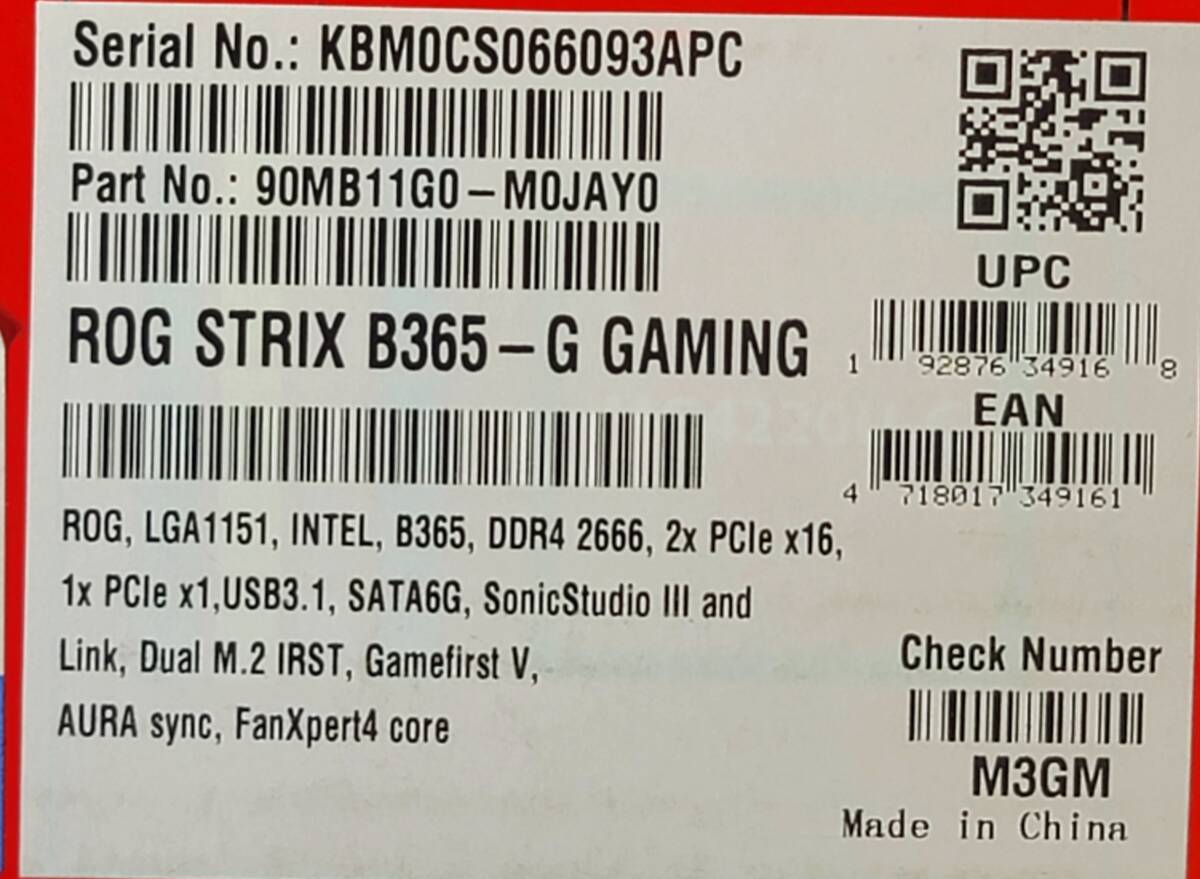 Serial No.: KBM0CS066093APC
Part No.: 90MB11G0-M0JAY0
ROG STRIX B365-G GAMING
UPC
1 92876 34916 8
EAN
4 718017 349161
ROG, LGA1151, INTEL, B365, DDR4 2666, 2x PCIe x16,
1x PCIe x1,USB3.1, SATA6G, SonicStudio III and
Link, Dual M.2 IRST, Gamefirst V,
AURA sync, FanXpert4 core
Check Number
M3GM
Made in China